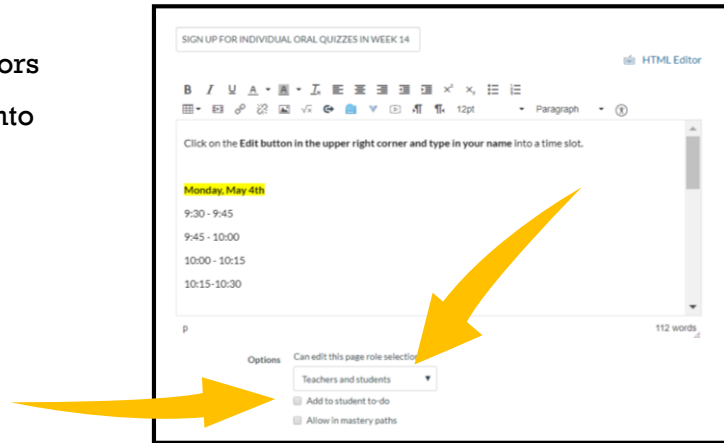 ors
nto
SIGN UP FOR INDIVIDUAL ORAL QUIZZES IN WEEK 14
HTML Editor
B I U A A Ix x² x₂
√x 12pt Paragraph
Click on the Edit button in the upper right corner and type in your name into a time slot.
Monday, May 4th
9:30 - 9:45
9:45 - 10:00
10:00 - 10:15
10:15-10:30
p 112 words
Options Can edit this page role selection
Teachers and students
Add to student to-do
Allow in mastery paths